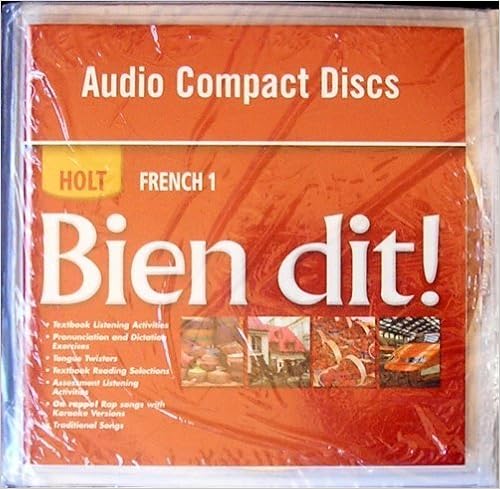 Audio Compact Discs
HOLT
FRENCH 1
Bien dit!
• Textbook Listening Activities
• Pronunciation and Dictation
Exercises
• Tongue Twisters
• Textbook Reading Selections
• Assessment Listening
Activities
• On rappe! Rap songs with
Karaoke Versions
• Traditional Songs